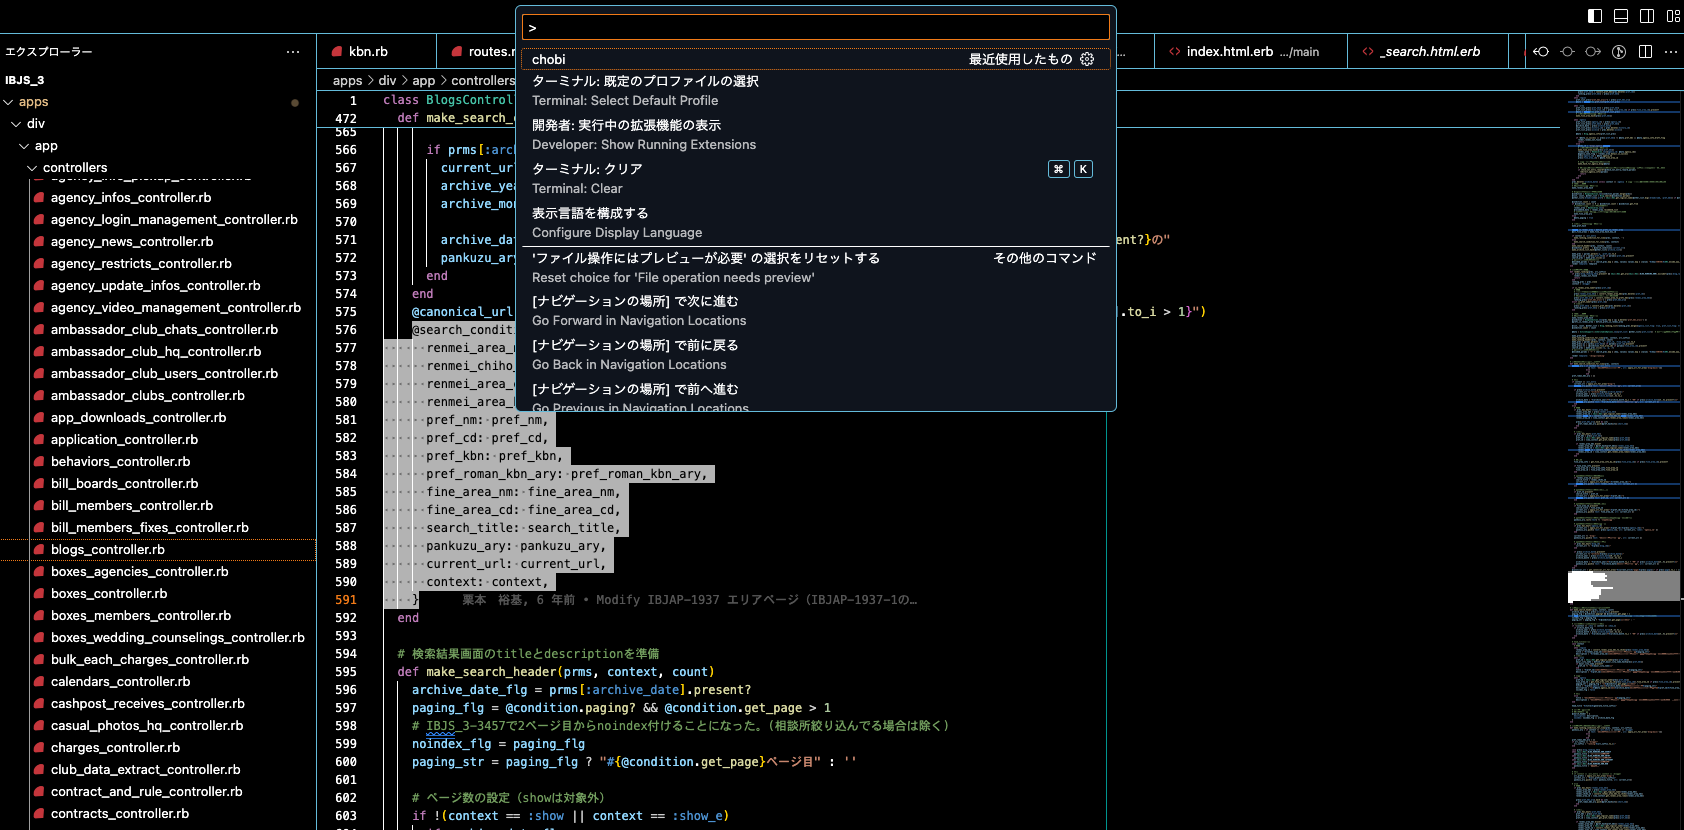 >
chobi
最近使用したもの
ターミナル: 既定のプロファイルの選択
Terminal: Select Default Profile
開発者: 実行中の拡張機能の表示
Developer: Show Running Extensions
ターミナル: クリア
⌘ K
Terminal: Clear
表示言語を構成する
Configure Display Language
'ファイル操作にはプレビューが必要' の選択をリセットする
その他のコマンド
Reset choice for 'File operation needs preview'
[ナビゲーションの場所] で次に進む
Go Forward in Navigation Locations
[ナビゲーションの場所] で前に戻る
Go Back in Navigation Locations
[ナビゲーションの場所] で前へ進む
Go Previous in Navigation Locations
エクスプローラー
IBJS_3
apps
div
app
controllers
agency_info_pickup_controller.rb
agency_infos_controller.rb
agency_login_management_controller.rb
agency_news_controller.rb
agency_restricts_controller.rb
agency_update_infos_controller.rb
agency_video_management_controller.rb
ambassador_club_chats_controller.rb
ambassador_club_hq_controller.rb
ambassador_club_users_controller.rb
ambassador_clubs_controller.rb
app_downloads_controller.rb
application_controller.rb
behaviors_controller.rb
bill_boards_controller.rb
bill_members_controller.rb
bill_members_fixes_controller.rb
blogs_controller.rb
boxes_agencies_controller.rb
boxes_controller.rb
boxes_members_controller.rb
boxes_wedding_counselings_controller.rb
bulk_each_charges_controller.rb
calendars_controller.rb
cashpost_receives_controller.rb
casual_photos_hq_controller.rb
charges_controller.rb
club_data_extract_controller.rb
contract_and_rule_controller.rb
contracts_controller.rb
kbn.rb
routes.r
index.html.erb .../main
_search.html.erb
apps > div > app > controllers
1 class BlogsControl
472 def make_search_
565
566 if prms[:arc
567 current_ur
568 archive_yea
569 archive_mo
570
571 archive_da ent?}の"
572 pankuzu_ary
573 end
574 end
575 @canonical_url .to_i > 1}")
576 @search_conditi
577 renmei_area_
578 renmei_chiho_
579 renmei_area_
580 renmei_area_
581 pref_nm: pref_nm,
582 pref_cd: pref_cd,
583 pref_kbn: pref_kbn,
584 pref_roman_kbn_ary: pref_roman_kbn_ary,
585 fine_area_nm: fine_area_nm,
586 fine_area_cd: fine_area_cd,
587 search_title: search_title,
588 pankuzu_ary: pankuzu_ary,
589 current_url: current_url,
590 context: context,
591 } 栗本 裕基, 6 年前 • Modify IBJAP-1937 エリアページ（IBJAP-1937-1の…
592 end
593
594 # 検索結果画面のtitleとdescriptionを準備
595 def make_search_header(prms, context, count)
596 archive_date_flg = prms[:archive_date].present?
597 paging_flg = @condition.paging? && @condition.get_page > 1
598 # IBJS_3-3457で2ページ目からnoindex付けることになった。(相談所絞り込んでる場合は除く)
599 noindex_flg = paging_flg
600 paging_str = paging_flg ? "#{@condition.get_page}ページ目" : ''
601
602 # ページ数の設定（showは対象外）
603 if !(context == :show || context == :show_e)